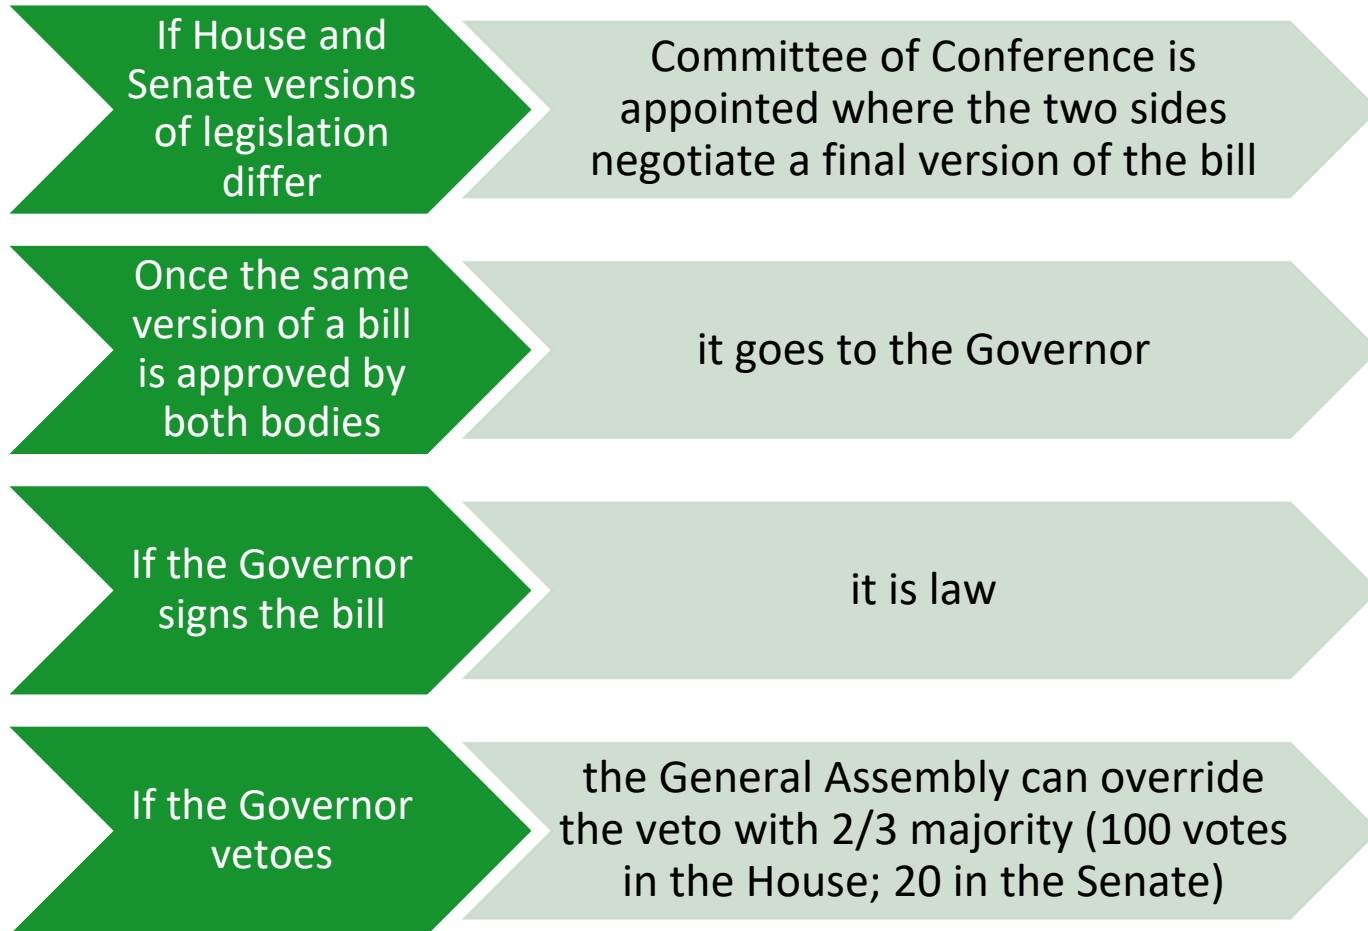 If House and
Senate versions
of legislation
differ
Committee of Conference is
appointed where the two sides
negotiate a final version of the bill
Once the same
version of a bill
is approved by
both bodies
it goes to the Governor
If the Governor
signs the bill
it is law
If the Governor
vetoes
the General Assembly can override
the veto with 2/3 majority (100 votes
in the House; 20 in the Senate)